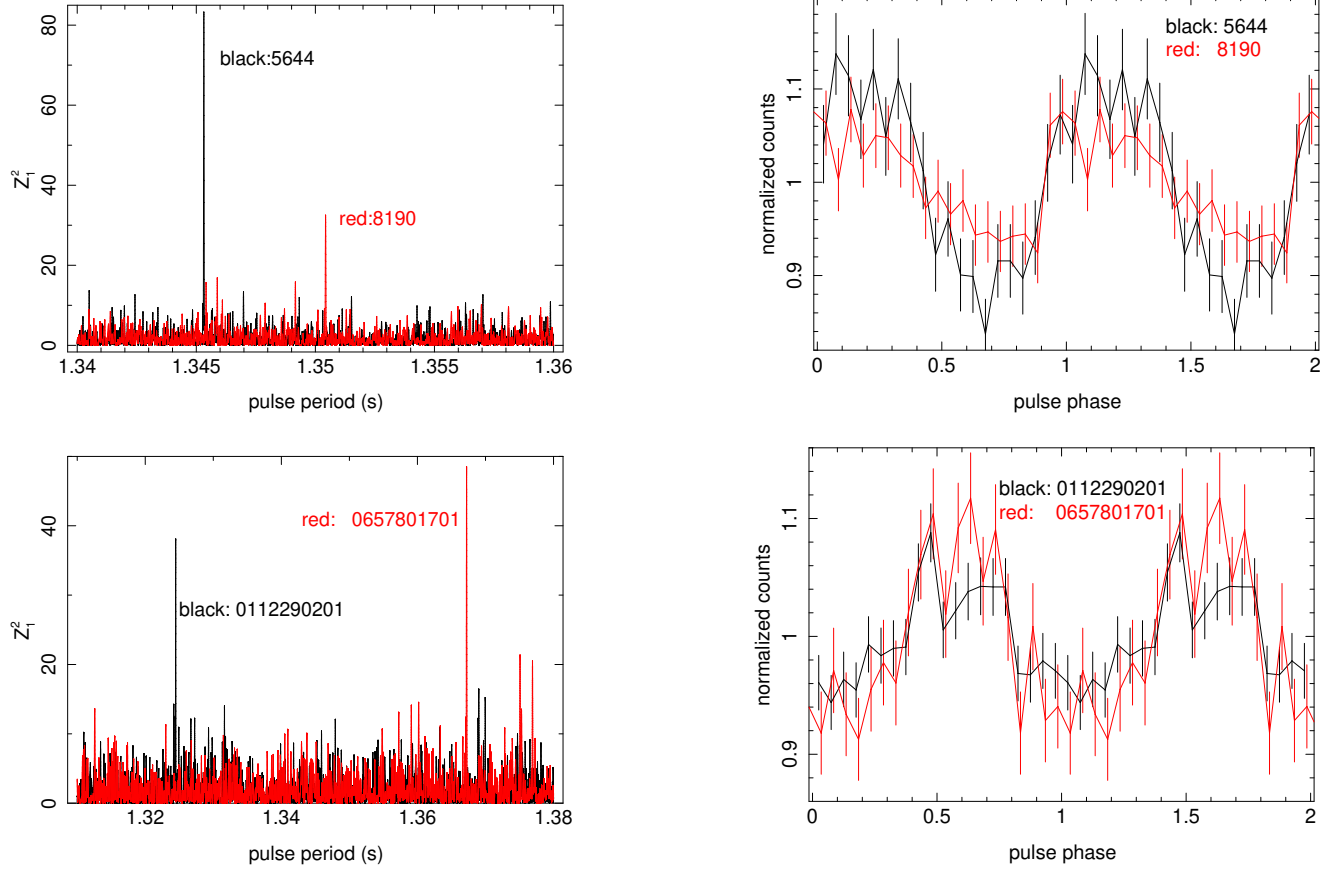 80
60
40
20
0
Z₁²
black:5644
red:8190
1.34
1.345
1.35
1.355
1.36
pulse period (s)
black: 5644
red: 8190
1.1
1
0.9
normalized counts
0
0.5
1
1.5
2
pulse phase
40
20
0
Z₁²
red: 0657801701
black: 0112290201
1.32
1.34
1.36
1.38
pulse period (s)
black: 0112290201
red: 0657801701
1.1
1
0.9
normalized counts
0
0.5
1
1.5
2
pulse phase